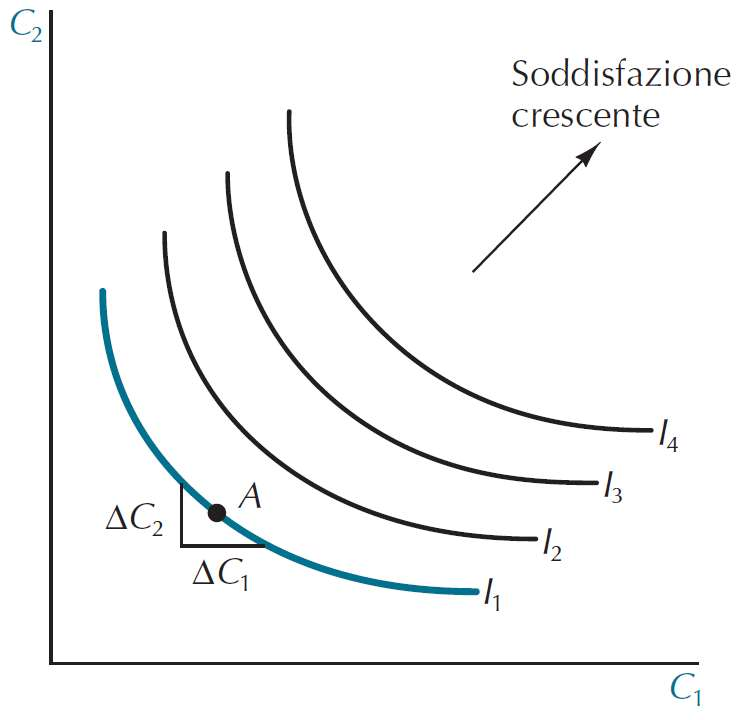 C₂
Soddisfazione
crescente
I₄
I₃
A
ΔC₂
I₂
ΔC₁
I₁
C₁